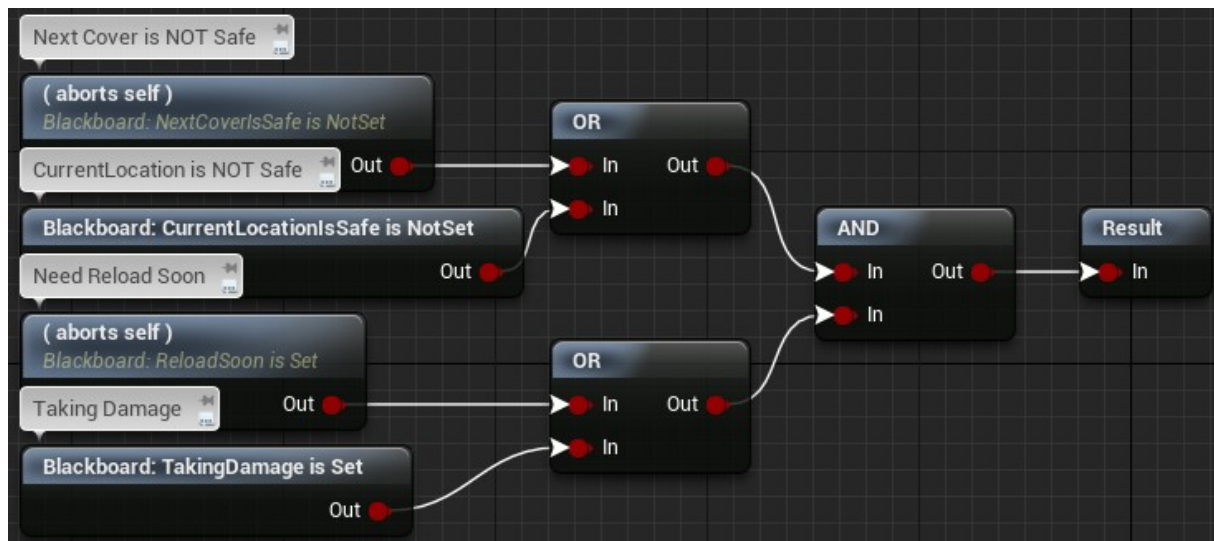 Next Cover is NOT Safe
( aborts self )
Blackboard: NextCoverIsSafe is NotSet
Out
CurrentLocation is NOT Safe
Blackboard: CurrentLocationIsSafe is NotSet
Out
Need Reload Soon
( aborts self )
Blackboard: ReloadSoon is Set
Out
Taking Damage
Blackboard: TakingDamage is Set
Out
OR
In Out
In
OR
In Out
In
AND
In Out
In
Result
In